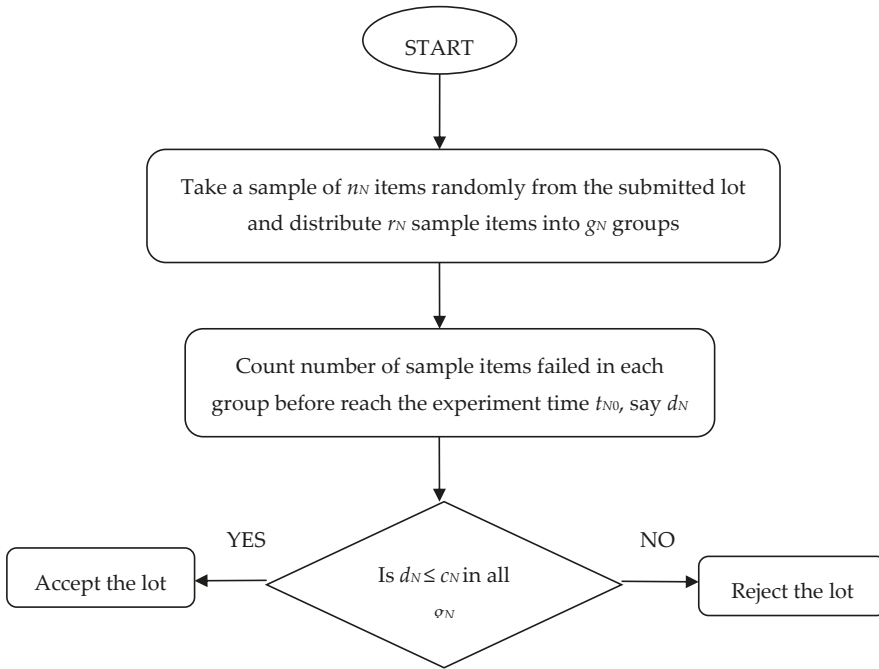 START
Take a sample of nN items randomly from the submitted lot
and distribute rN sample items into gN groups
Count number of sample items failed in each
group before reach the experiment time tN0, say dN
YES
NO
Is dN ≤ cN in all
gN
Accept the lot
Reject the lot